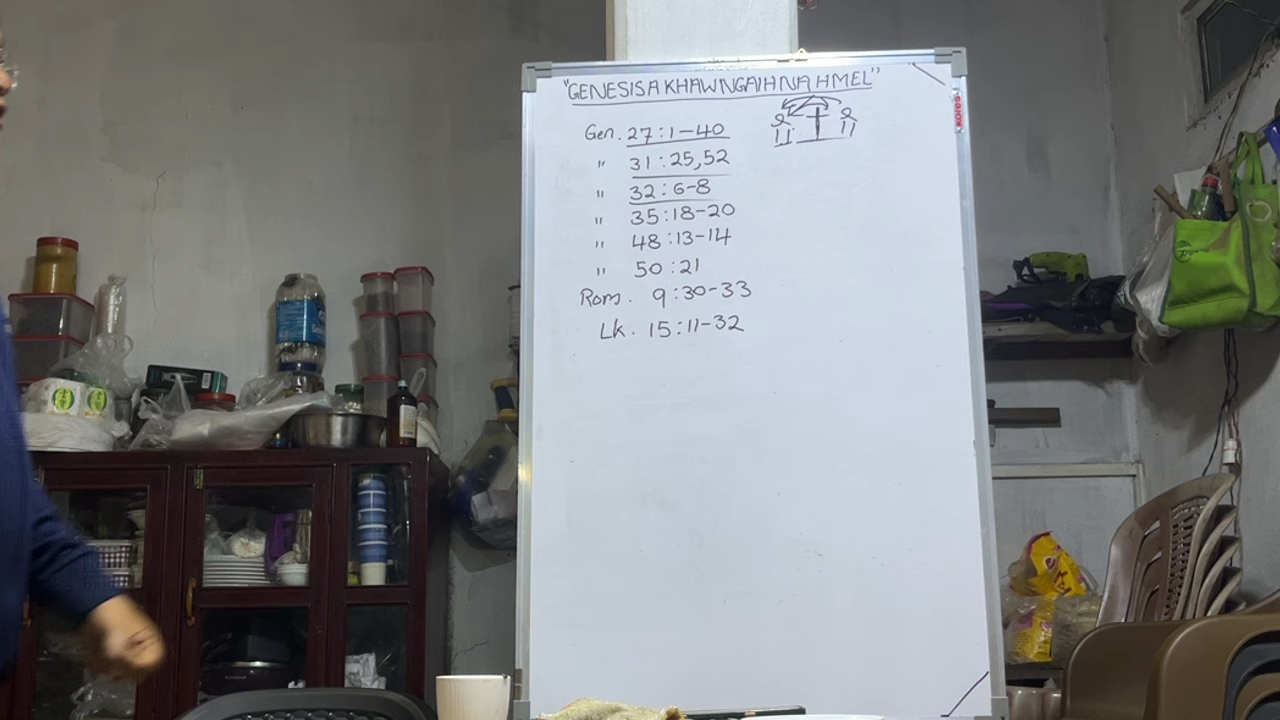 "GENESIS A KHAWNGAIHNA HMEL"
Gen. 27:1-40
" 31:25,52
" 32:6-8
" 35:18-20
" 48:13-14
" 50:21
Rom. 9:30-33
Lk. 15:11-32